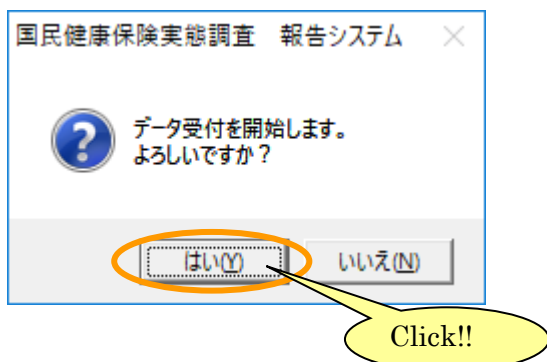 国民健康保険実態調査　報告システム
データ受付を開始します。
よろしいですか？
はい(Y)
いいえ(N)
Click!!